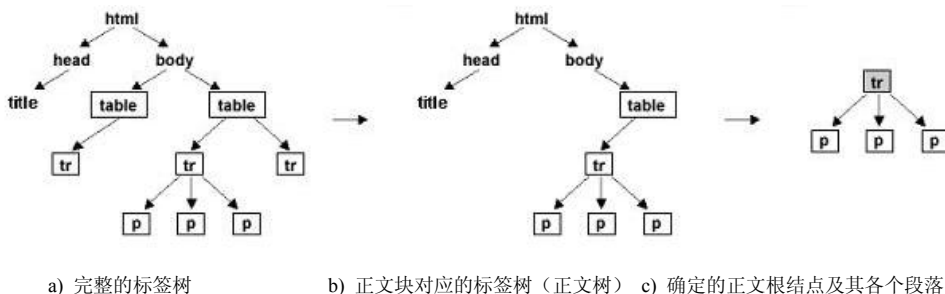 html html
head body head body tr
title table table title table p p p
tr tr tr tr
p p p p p p
a) 完整的标签树 b) 正文块对应的标签树（正文树） c) 确定的正文根结点及其各个段落